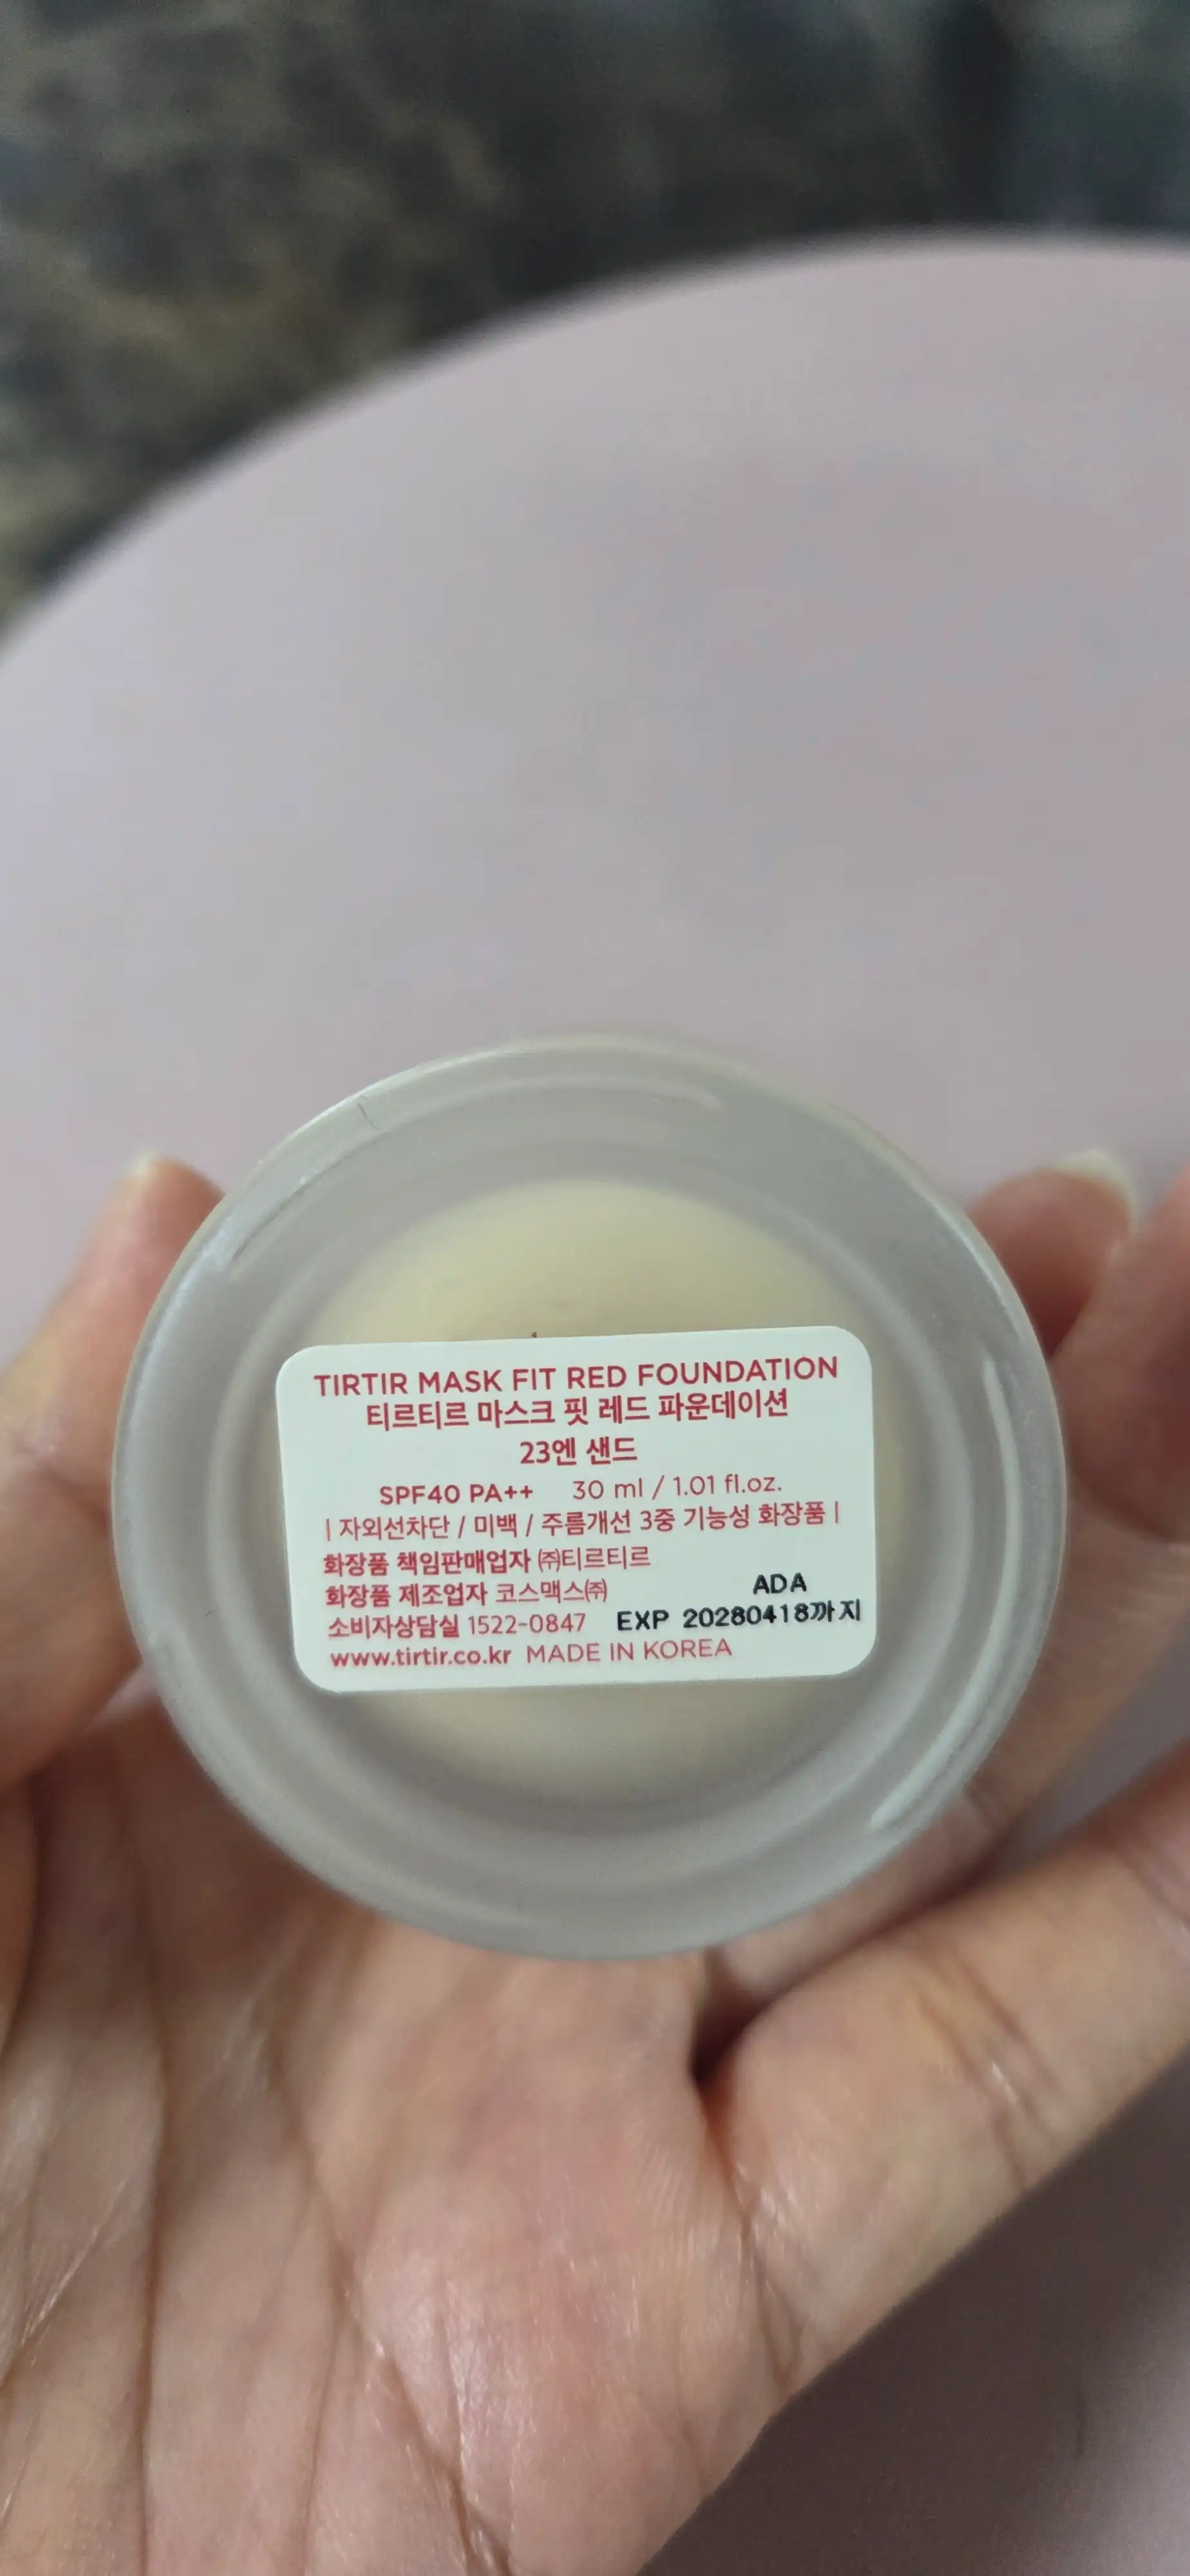 TIRTIR MASK FIT RED FOUNDATION
티르티르 마스크 핏 레드 파운데이션
23엔 샌드
SPF40 PA++ 30 ml / 1.01 fl.oz.
| 자외선차단 / 미백 / 주름개선 3중 기능성 화장품 |
화장품 책임판매업자 ㈜티르티르
화장품 제조업자 코스맥스㈜
ADA
소비자상담실 1522-0847 EXP 20280418까지
www.tirtir.co.kr MADE IN KOREA